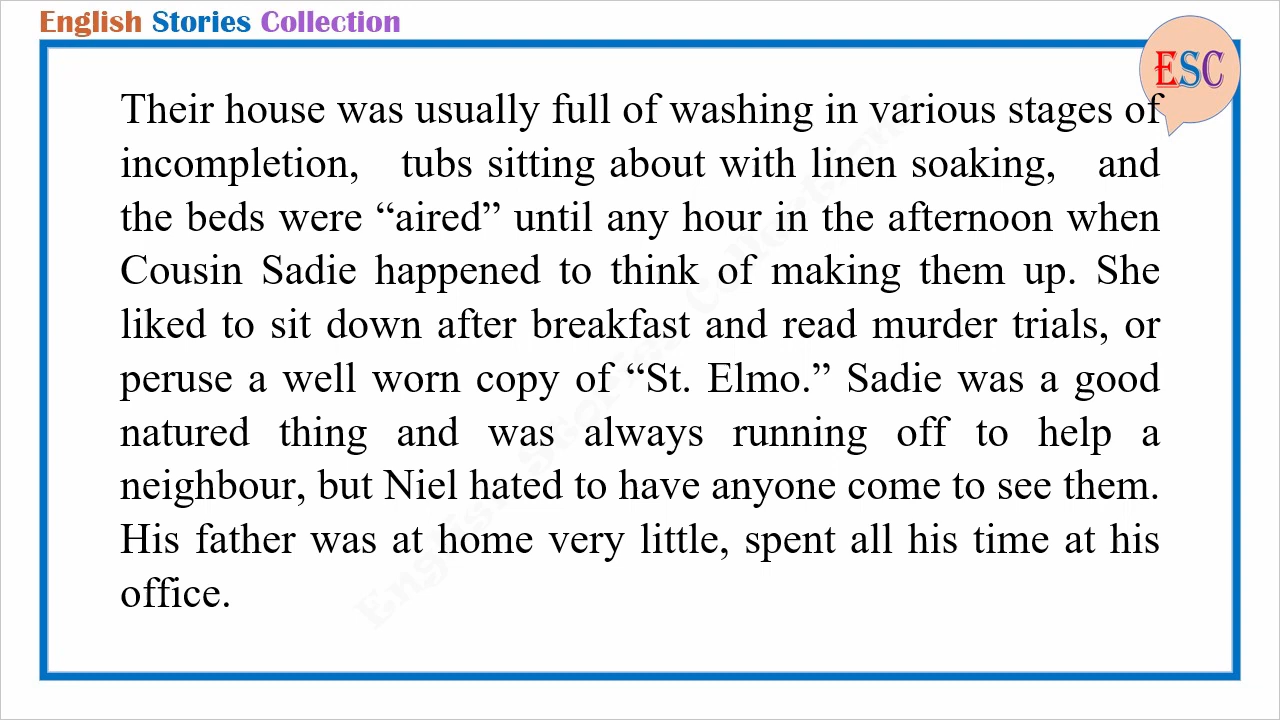 English Stories Collection
ESC
Their house was usually full of washing in various stages of
incompletion, tubs sitting about with linen soaking, and
the beds were “aired” until any hour in the afternoon when
Cousin Sadie happened to think of making them up. She
liked to sit down after breakfast and read murder trials, or
peruse a well worn copy of “St. Elmo.” Sadie was a good
natured thing and was always running off to help a
neighbour, but Niel hated to have anyone come to see them.
His father was at home very little, spent all his time at his
office.
English Stories Collection